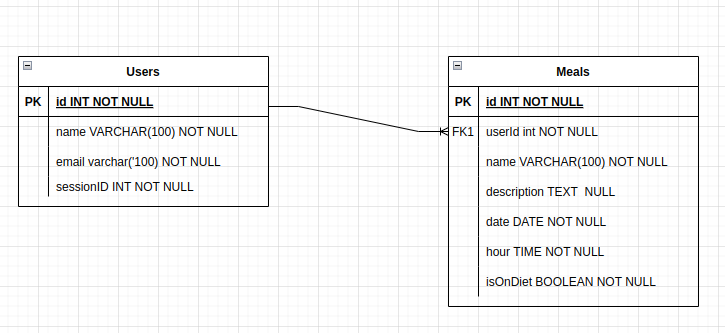 Users
PK id INT NOT NULL
name VARCHAR(100) NOT NULL
email varchar('100) NOT NULL
sessionID INT NOT NULL
Meals
PK id INT NOT NULL
FK1 userId int NOT NULL
name VARCHAR(100) NOT NULL
description TEXT  NULL
date DATE NOT NULL
hour TIME NOT NULL
isOnDiet BOOLEAN NOT NULL